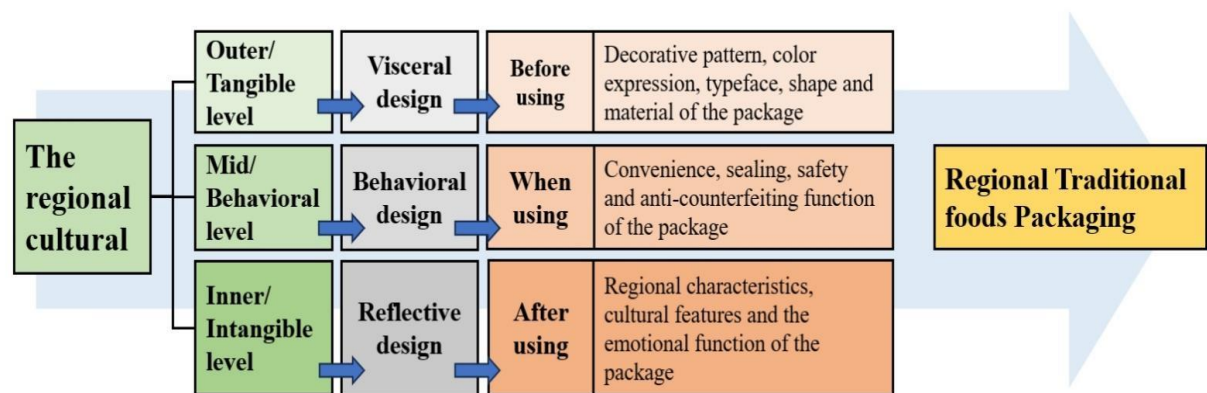 The
regional
cultural
Outer/
Tangible
level
Visceral
design
Before
using
Decorative pattern, color
expression, typeface, shape and
material of the package
Mid/
Behavioral
level
Behavioral
design
When
using
Convenience, sealing, safety
and anti-counterfeiting function
of the package
Inner/
Intangible
level
Reflective
design
After
using
Regional characteristics,
cultural features and the
emotional function of the
package
Regional Traditional
foods Packaging